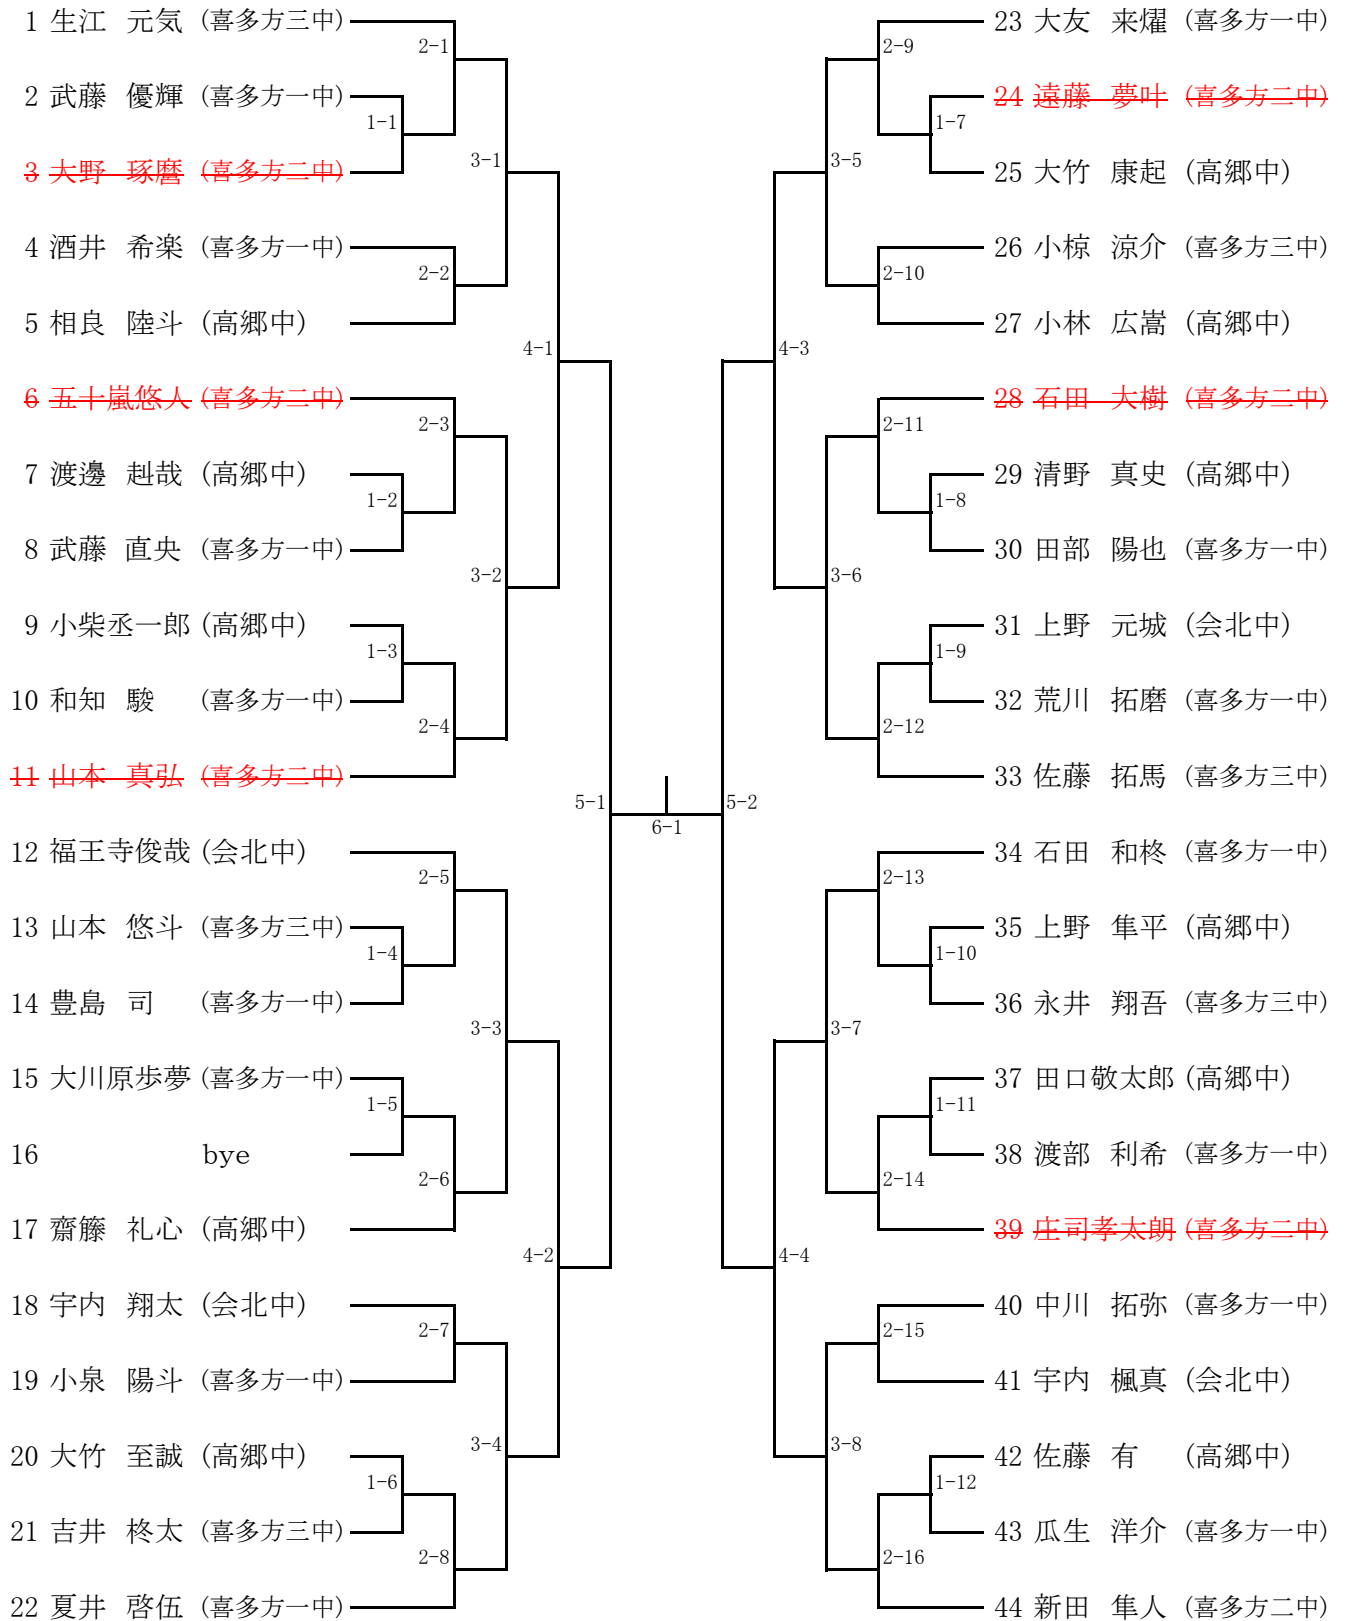 1 生江 元気 (喜多方三中)
2-1
2 武藤 優輝 (喜多方一中)
1-1
3 大野 琢磨 (喜多方二中)
3-1
4 酒井 希楽 (喜多方一中)
2-2
5 相良 陸斗 (高郷中)
4-1
6 五十嵐悠人 (喜多方二中)
2-3
7 渡邊 赳哉 (高郷中)
1-2
8 武藤 直央 (喜多方一中)
3-2
9 小柴丞一郎 (高郷中)
1-3
10 和知 駿 (喜多方一中)
2-4
11 山本 真弘 (喜多方二中)
5-1
6-1
12 福王寺俊哉 (会北中)
2-5
13 山本 悠斗 (喜多方三中)
1-4
14 豊島 司 (喜多方一中)
3-3
15 大川原歩夢 (喜多方一中)
1-5
16 bye
2-6
17 齋籐 礼心 (高郷中)
4-2
18 宇内 翔太 (会北中)
2-7
19 小泉 陽斗 (喜多方一中)
3-4
20 大竹 至誠 (高郷中)
1-6
21 吉井 柊太 (喜多方三中)
2-8
22 夏井 啓伍 (喜多方一中)
23 大友 来燿 (喜多方一中)
2-9
24 遠藤 夢叶 (喜多方二中)
1-7
3-5
25 大竹 康起 (高郷中)
26 小椋 涼介 (喜多方三中)
2-10
27 小林 広嵩 (高郷中)
4-3
28 石田 大樹 (喜多方二中)
2-11
29 清野 真史 (高郷中)
1-8
30 田部 陽也 (喜多方一中)
3-6
31 上野 元城 (会北中)
1-9
32 荒川 拓磨 (喜多方一中)
2-12
33 佐藤 拓馬 (喜多方三中)
5-2
34 石田 和柊 (喜多方一中)
2-13
35 上野 隼平 (高郷中)
1-10
36 永井 翔吾 (喜多方三中)
3-7
37 田口敬太郎 (高郷中)
1-11
38 渡部 利希 (喜多方一中)
2-14
39 庄司孝太朗 (喜多方二中)
4-4
40 中川 拓弥 (喜多方一中)
2-15
41 宇内 楓真 (会北中)
3-8
42 佐藤 有 (高郷中)
1-12
43 瓜生 洋介 (喜多方一中)
2-16
44 新田 隼人 (喜多方二中)